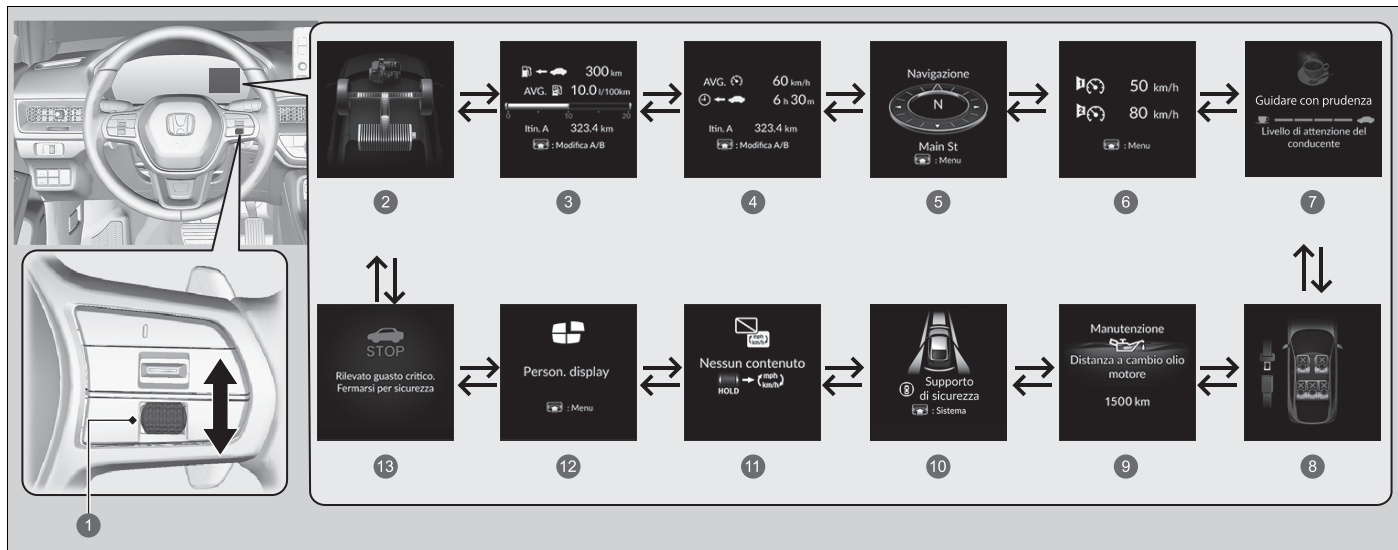 300 km
AVG. 10.0 l/100km
0 10 20
Itin. A 323.4 km
: Modifica A/B
AVG. 60 km/h
6 h 30 m
Itin. A 323.4 km
: Modifica A/B
Navigazione
N
Main St
: Menu
1 50 km/h
2 80 km/h
: Menu
Guidare con prudenza
Livello di attenzione del
conducente
2
3
4
5
6
7
STOP
Rilevato guasto critico.
Fermarsi per sicurezza
Person. display
: Menu
mph
km/h
Nessun contenuto
HOLD mph
km/h
Supporto
di sicurezza
: Sistema
Manutenzione
Distanza a cambio olio
motore
1500 km
13
12
11
10
9
8
1